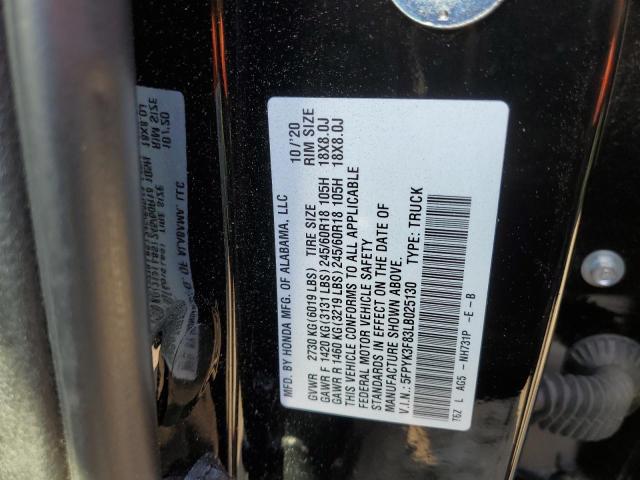 MFD. BY HONDA MFG. OF ALABAMA, LLC 10/'20
GVWR 2730 KG(6019 LBS) TIRE SIZE RIM SIZE
GAWR F 1420 KG(3131 LBS) 245/60R18 105H 18X8.0J
GAWR R 1460 KG(3219 LBS) 245/60R18 105H 18X8.0J
THIS VEHICLE CONFORMS TO ALL APPLICABLE
FEDERAL MOTOR VEHICLE SAFETY
STANDARDS IN EFFECT ON THE DATE OF
MANUFACTURE SHOWN ABOVE.
V.I.N.: 5FPYK3F83LB025130 TYPE: TRUCK
T6Z L AG5 - NH731P -E -B